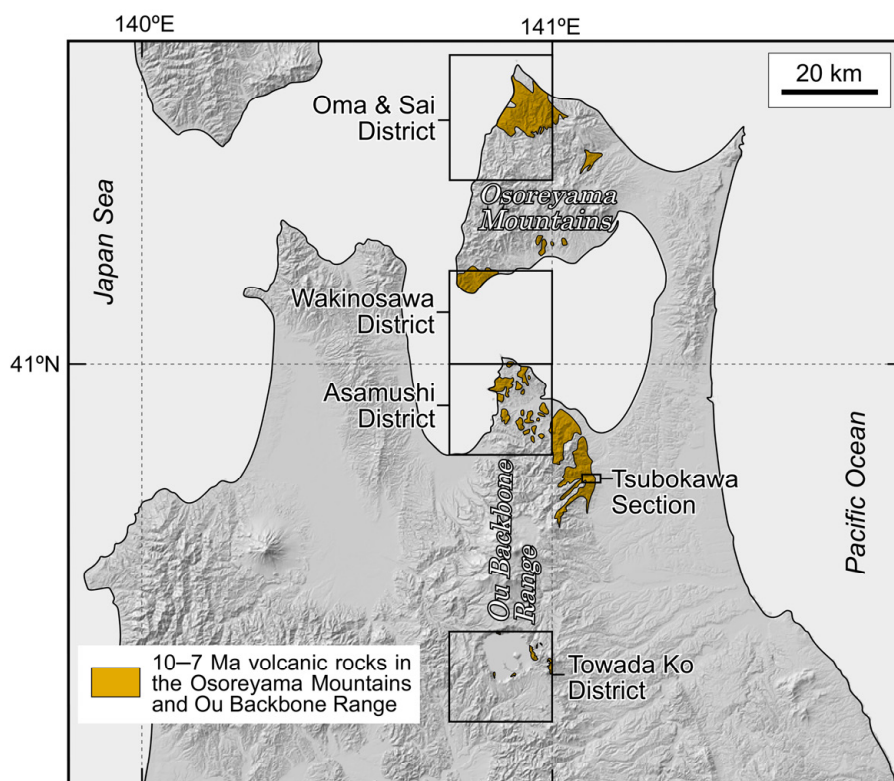 140ºE
141ºE
20 km
Oma & Sai
District
Japan Sea
Osoreyama
Mountains
Wakinosawa
District
41ºN
Asamushi
District
Tsubokawa
Section
Ou Backbone
Range
Pacific Ocean
Towada Ko
District
10–7 Ma volcanic rocks in
the Osoreyama Mountains
and Ou Backbone Range